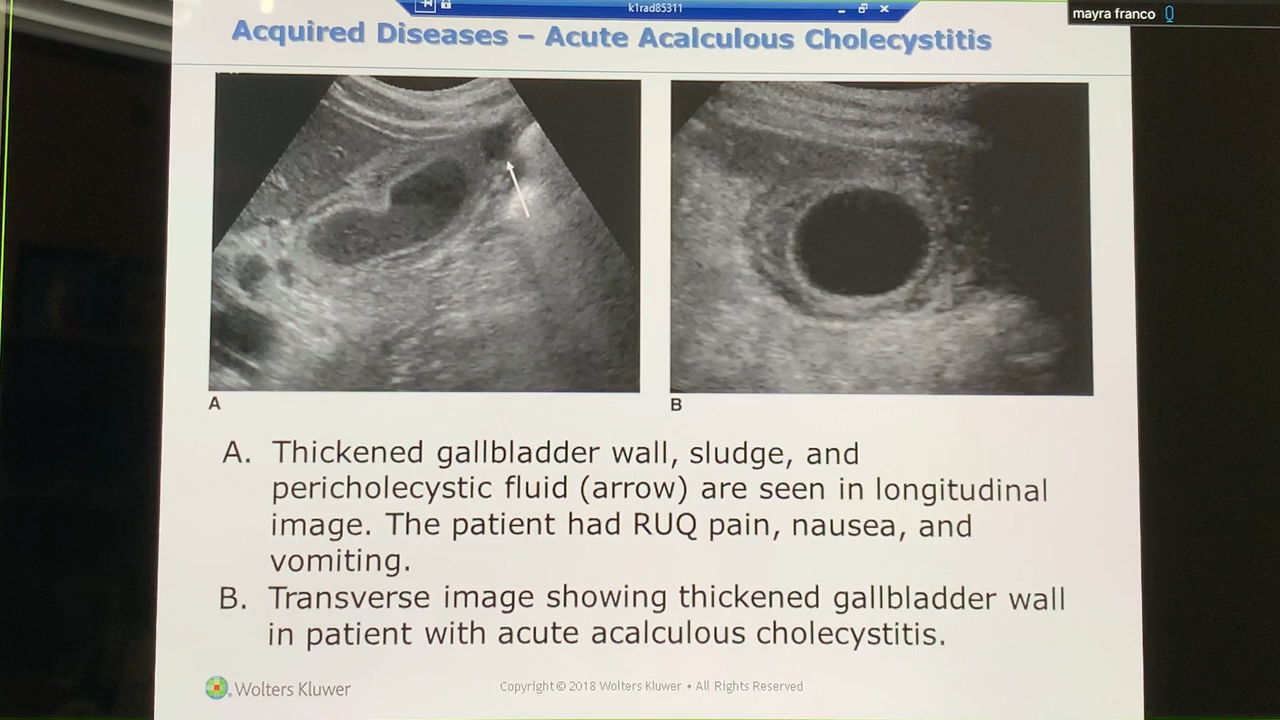 k1rad85311
mayra franco
Acquired Diseases – Acute Acalculous Cholecystitis
A
B
A. Thickened gallbladder wall, sludge, and
pericholecystic fluid (arrow) are seen in longitudinal
image. The patient had RUQ pain, nausea, and
vomiting.
B. Transverse image showing thickened gallbladder wall
in patient with acute acalculous cholecystitis.
Wolters Kluwer
Copyright © 2018 Wolters Kluwer • All Rights Reserved